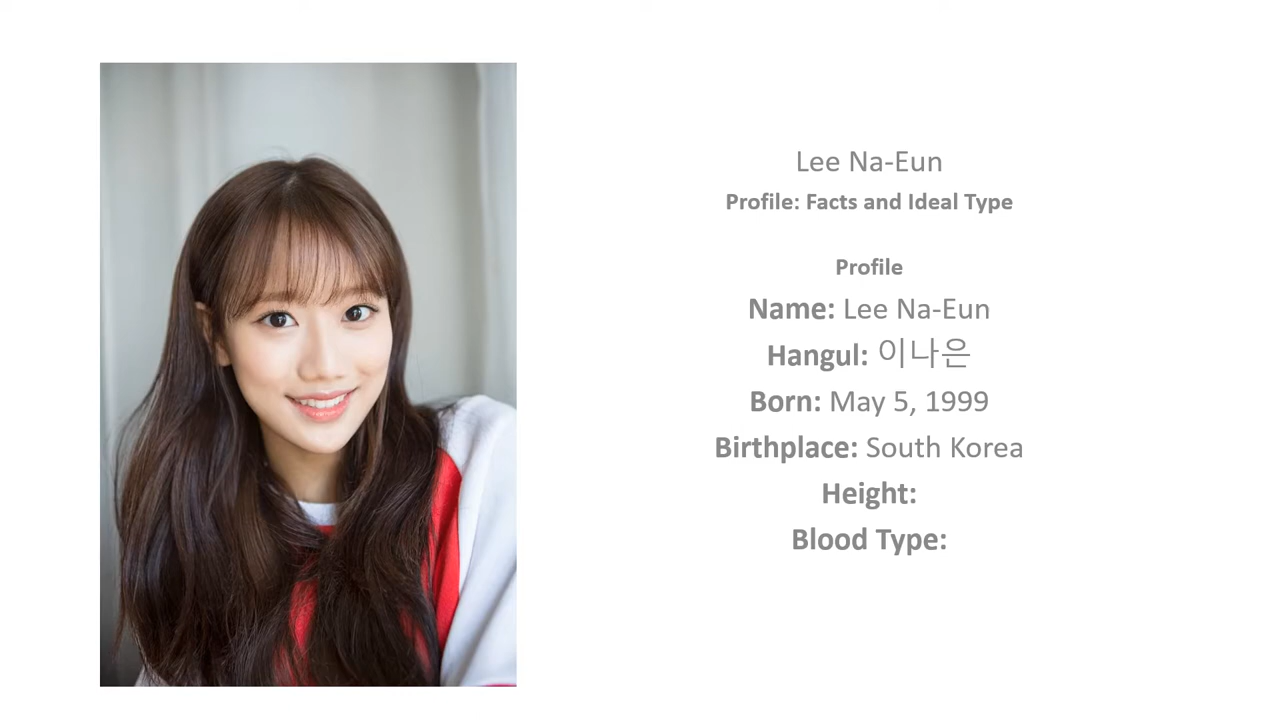 Lee Na-Eun
Profile: Facts and Ideal Type
Profile
Name: Lee Na-Eun
Hangul: 이나은
Born: May 5, 1999
Birthplace: South Korea
Height:
Blood Type: